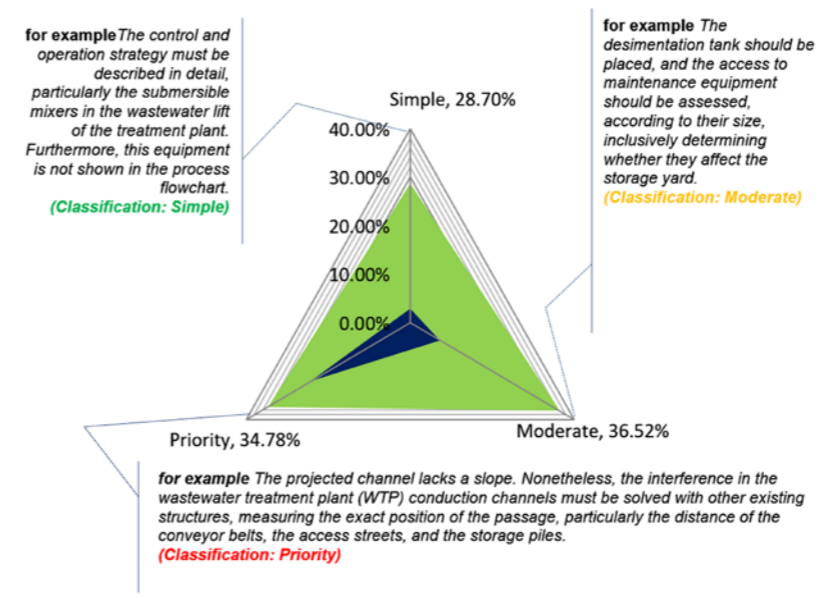 for example The control and
operation strategy must be
described in detail,
particularly the submersible
mixers in the wastewater lift
of the treatment plant.
Furthermore, this equipment
is not shown in the process
flowchart.
(Classification: Simple)
for example The
desimentation tank should be
placed, and the access to
maintenance equipment
should be assessed,
according to their size,
inclusively determining
whether they affect the
storage yard.
(Classification: Moderate)
Simple, 28.70%
40.00%
30.00%
20.00%
10.00%
0.00%
Priority, 34.78%
Moderate, 36.52%
for example The projected channel lacks a slope. Nonetheless, the interference in the
wastewater treatment plant (WTP) conduction channels must be solved with other existing
structures, measuring the exact position of the passage, particularly the distance of the
conveyor belts, the access streets, and the storage piles.
(Classification: Priority)